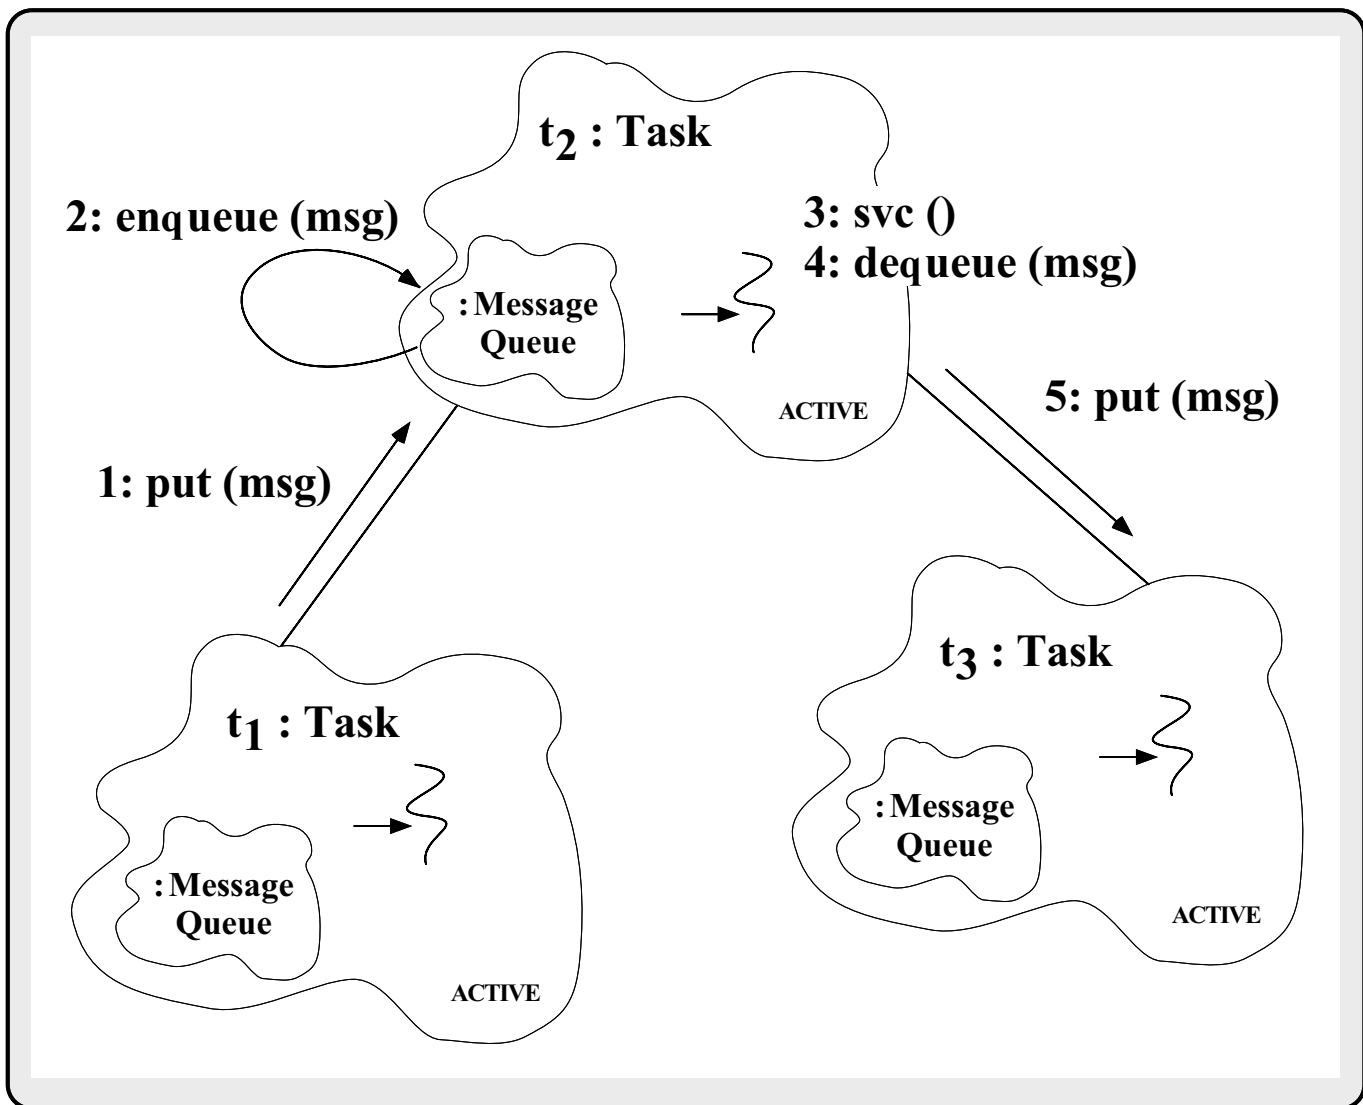 t2 : Task
2: enqueue (msg)
3: svc ()
4: dequeue (msg)
: Message
Queue
ACTIVE
5: put (msg)
1: put (msg)
t1 : Task
: Message
Queue
ACTIVE
t3 : Task
: Message
Queue
ACTIVE